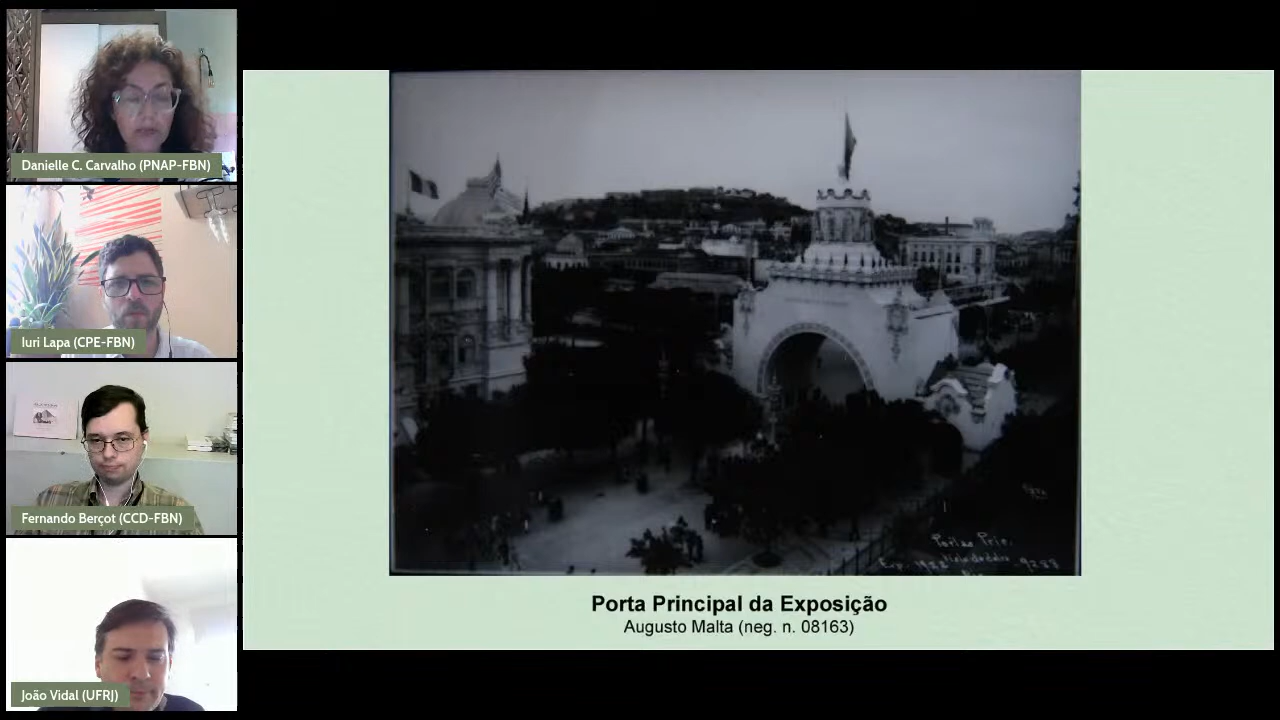 Danielle C. Carvalho (PNAP-FBN)
Iuri Lapa (CPE-FBN)
Fernando Berçot (CCD-FBN)
João Vidal (UFRJ)
9288
Porta Principal da Exposição
Augusto Malta (neg. n. 08163)